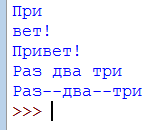 При
вет!
Привет!
Раз два три
Раз--два--три
>>>